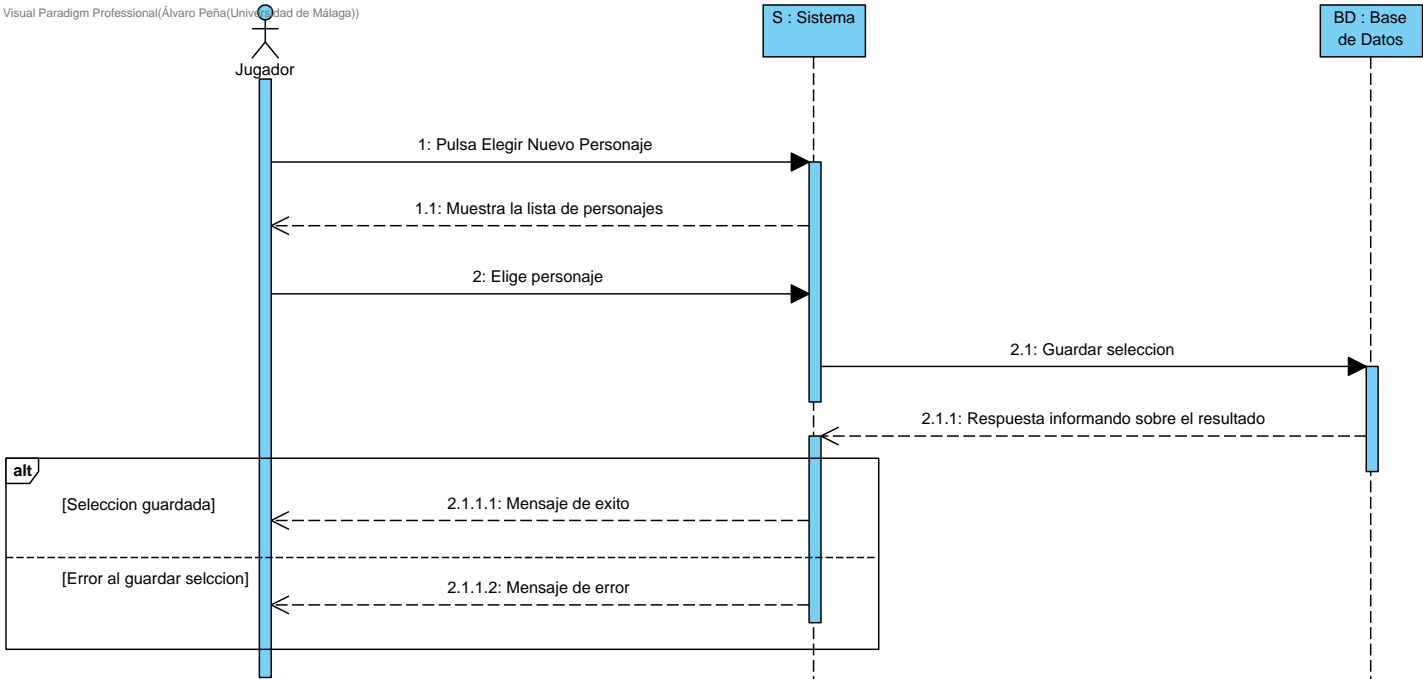 Visual Paradigm Professional(Álvaro Peña(Universidad de Málaga))
Jugador
S : Sistema
BD : Base
de Datos
1: Pulsa Elegir Nuevo Personaje
1.1: Muestra la lista de personajes
2: Elige personaje
2.1: Guardar seleccion
2.1.1: Respuesta informando sobre el resultado
alt
[Seleccion guardada]
2.1.1.1: Mensaje de exito
[Error al guardar selccion]
2.1.1.2: Mensaje de error